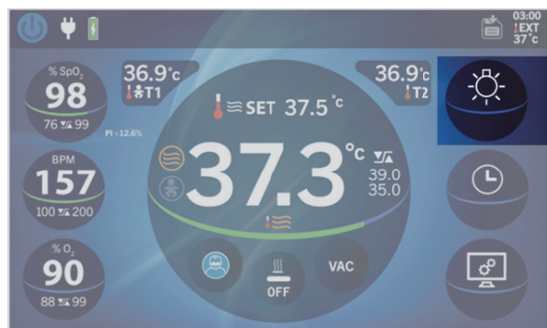 03:00
EXT
37°c
% SpO₂
98
76 99
PI <12.6%
36.9°c
T1
36.9°c
T2
SET 37.5°c
37.3°c
39.0
35.0
BPM
157
100 200
% O₂
90
88 99
OFF
VAC